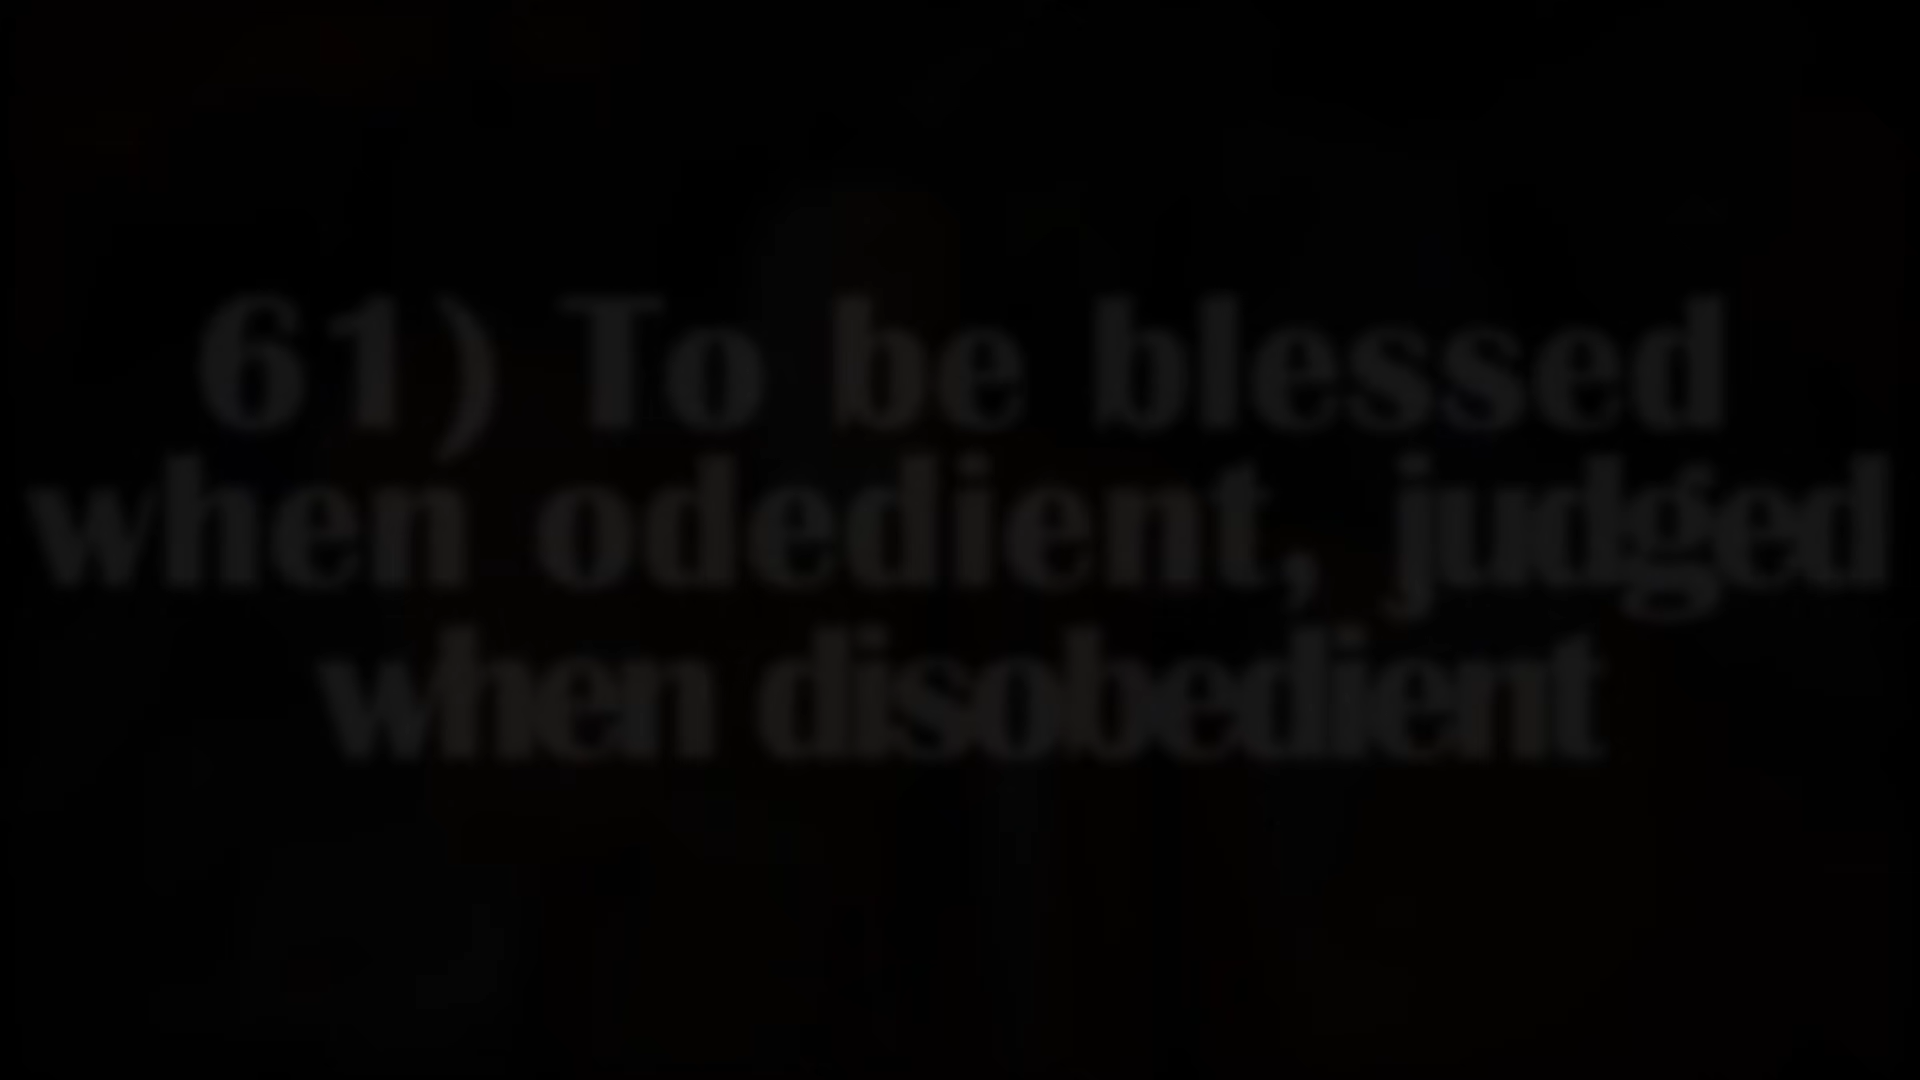 61) To be blessed
when odedient, judged
when disobedient